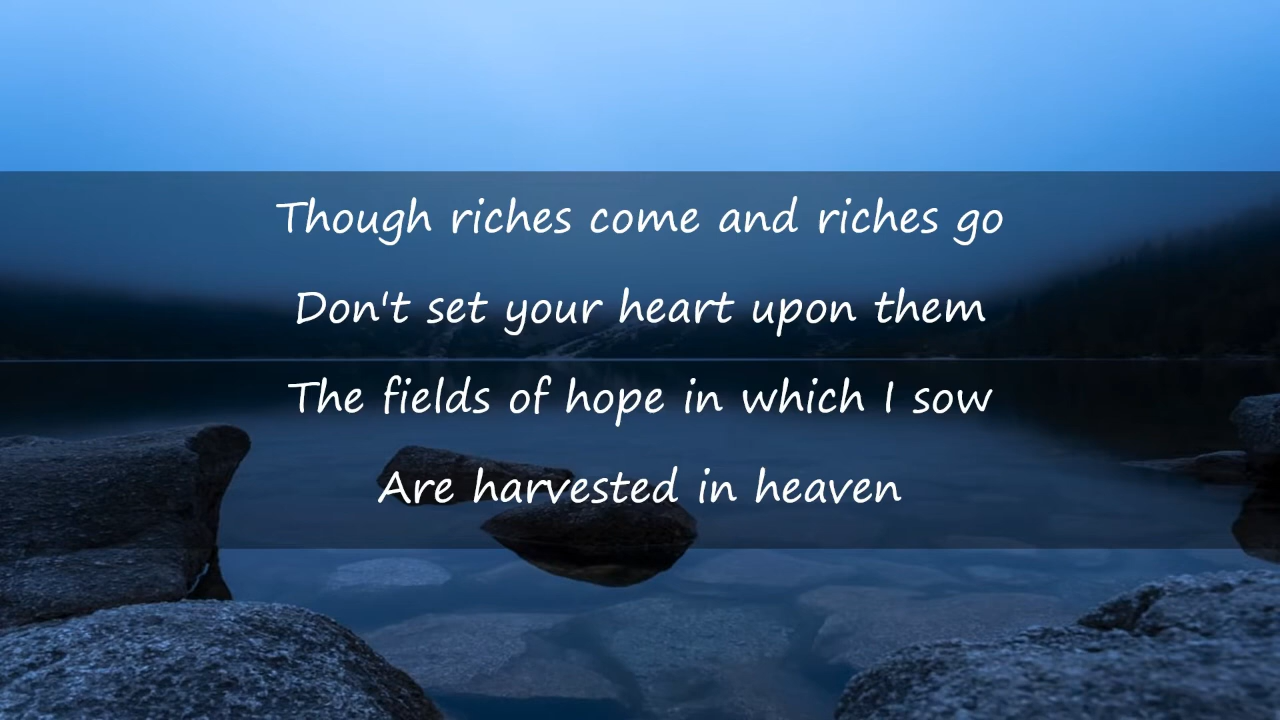 Though riches come and riches go
Don't set your heart upon them
The fields of hope in which I sow
Are harvested in heaven